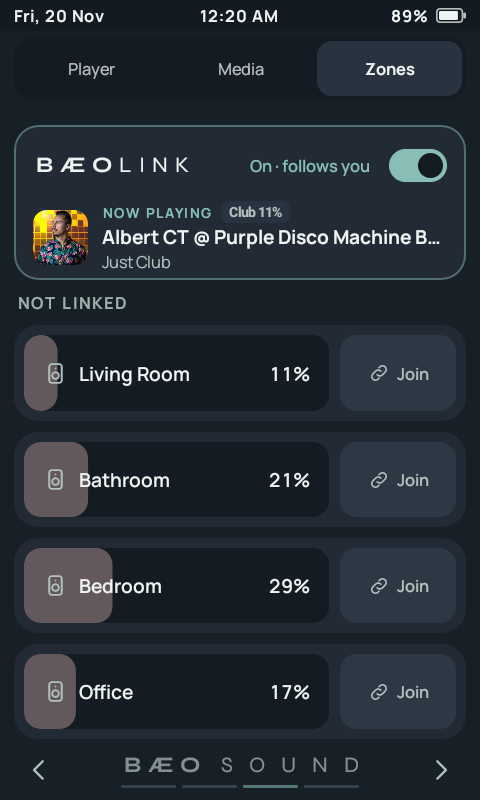 Fri, 20 Nov 12:20 AM 89%
Player Media Zones
BÆOLINK On · follows you
NOW PLAYING Club 11%
Albert CT @ Purple Disco Machine B...
Just Club
NOT LINKED
Living Room 11% Join
Bathroom 21% Join
Bedroom 29% Join
Office 17% Join
BÆO SOUND